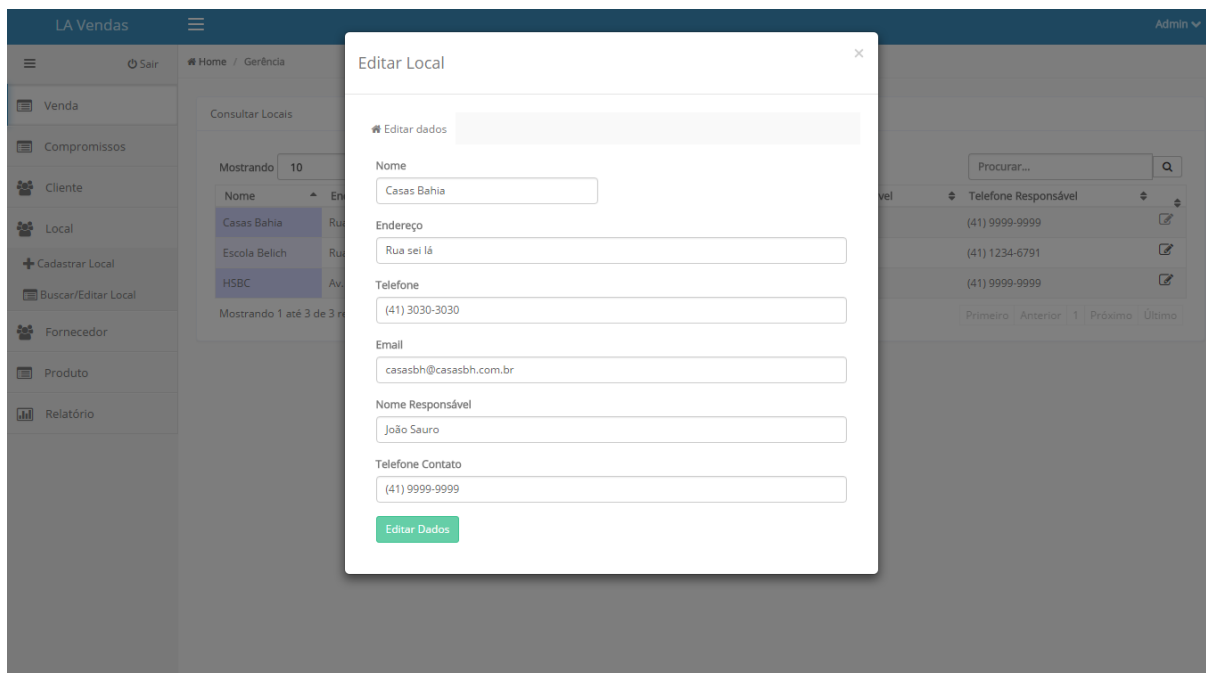 LA Vendas
Admin
Sair
Home / Gerência
Venda
Compromissos
Cliente
Local
Cadastrar Local
Buscar/Editar Local
Fornecedor
Produto
Relatório
Consultar Locais
Mostrando 10
Procurar...
Nome
Telefone Responsável
Casas Bahia
(41) 9999-9999
Escola Belich
(41) 1234-6791
HSBC
Av.
(41) 9999-9999
Mostrando 1 até 3 de 3
Primeiro Anterior 1 Próximo Último
Editar Local
×
Editar dados
Nome
Casas Bahia
Endereço
Rua sei lá
Telefone
(41) 3030-3030
Email
casasbh@casasbh.com.br
Nome Responsável
João Sauro
Telefone Contato
(41) 9999-9999
Editar Dados